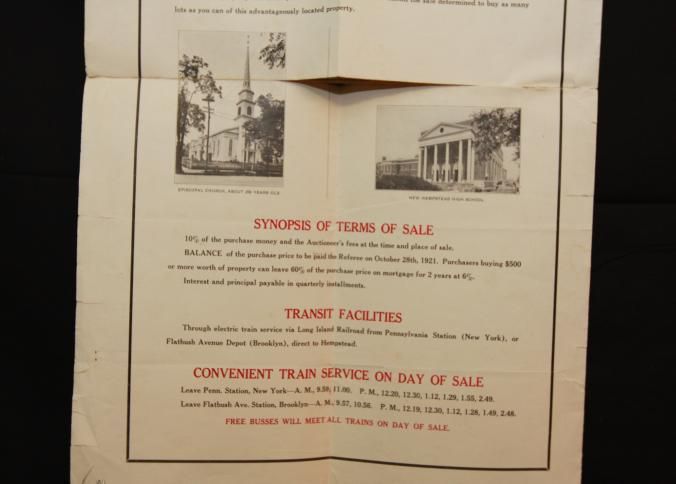 the sale determined to buy as many
lots as you can of this advantageously located property.
EPISCOPAL CHURCH, ABOUT YEARS OLD
NEW HEMPSTEAD HIGH SCHOOL
SYNOPSIS OF TERMS OF SALE
10% of the purchase money and the Auctioneer's fees at the time and place of sale.
BALANCE of the purchase price to be paid the Referee on October 28th, 1921. Purchasers buying $500
or more worth of property can leave 60% of the purchase price on mortgage for 2 years at 6%.
Interest and principal payable in quarterly installments.
TRANSIT FACILITIES
Through electric train service via Long Island Railroad from Pennsylvania Station (New York), or
Flatbush Avenue Depot (Brooklyn), direct to Hempstead.
CONVENIENT TRAIN SERVICE ON DAY OF SALE
Leave Penn. Station, New York—A. M., 9.59, 11.00. P. M., 12.20, 12.30, 1.12, 1.29, 1.55, 2.49.
Leave Flatbush Ave. Station, Brooklyn—A. M., 9.57, 10.56. P. M., 12.19, 12.30, 1.12, 1.28, 1.49, 2.48.
FREE BUSSES WILL MEET ALL TRAINS ON DAY OF SALE.